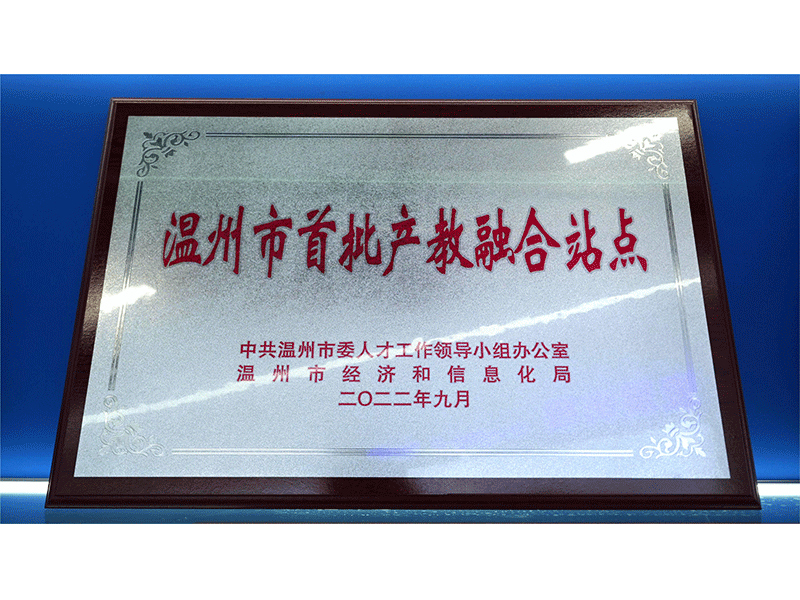 温州市首批产教融合站点
中共温州市委人才工作领导小组办公室
温州市经济和信息化局
二〇二二年九月